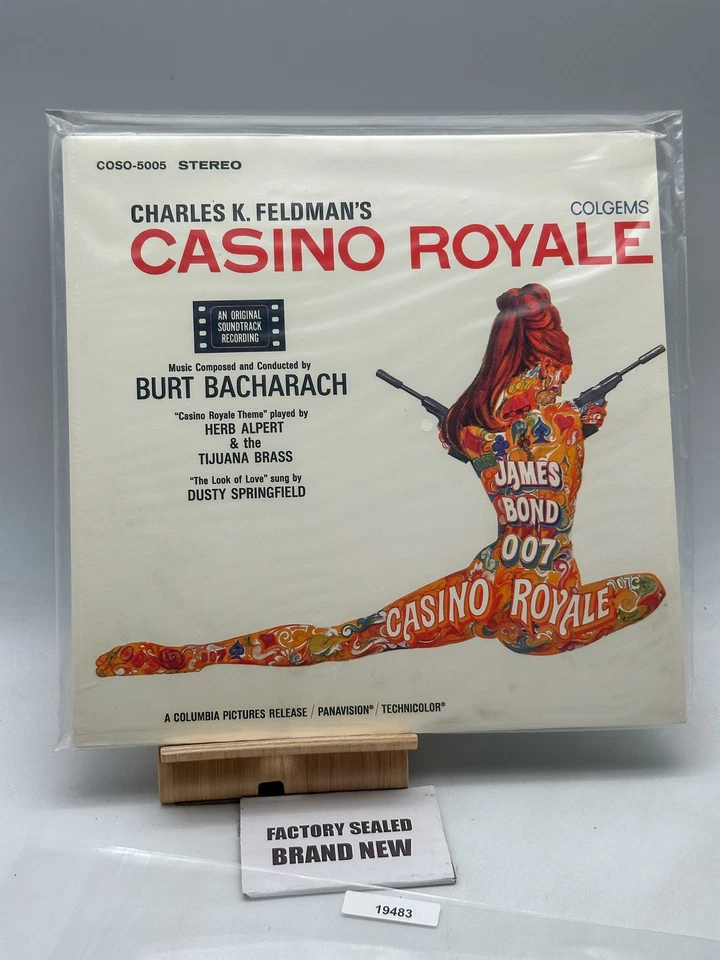 COSO-5005 STEREO
COLGEMS
CHARLES K. FELDMAN'S
CASINO ROYALE
AN ORIGINAL
SOUNDTRACK
RECORDING
Music Composed and Conducted by
BURT BACHARACH
"Casino Royale Theme" played by
HERB ALPERT
& the
TIJUANA BRASS
"The Look of Love" sung by
DUSTY SPRINGFIELD
JAMES
BOND
007
CASINO ROYALE
A COLUMBIA PICTURES RELEASE / PANAVISION® / TECHNICOLOR®
FACTORY SEALED
BRAND NEW
19483